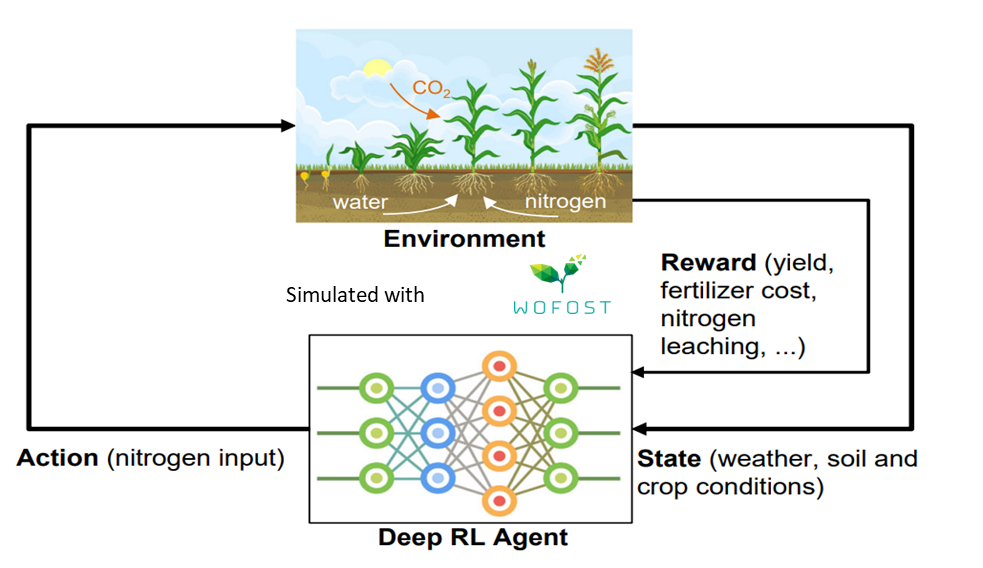 CO₂
water
nitrogen
Environment
Simulated with
WOFOST
Reward (yield,
fertilizer cost,
nitrogen
leaching, ...)
Action (nitrogen input)
State (weather, soil and
crop conditions)
Deep RL Agent